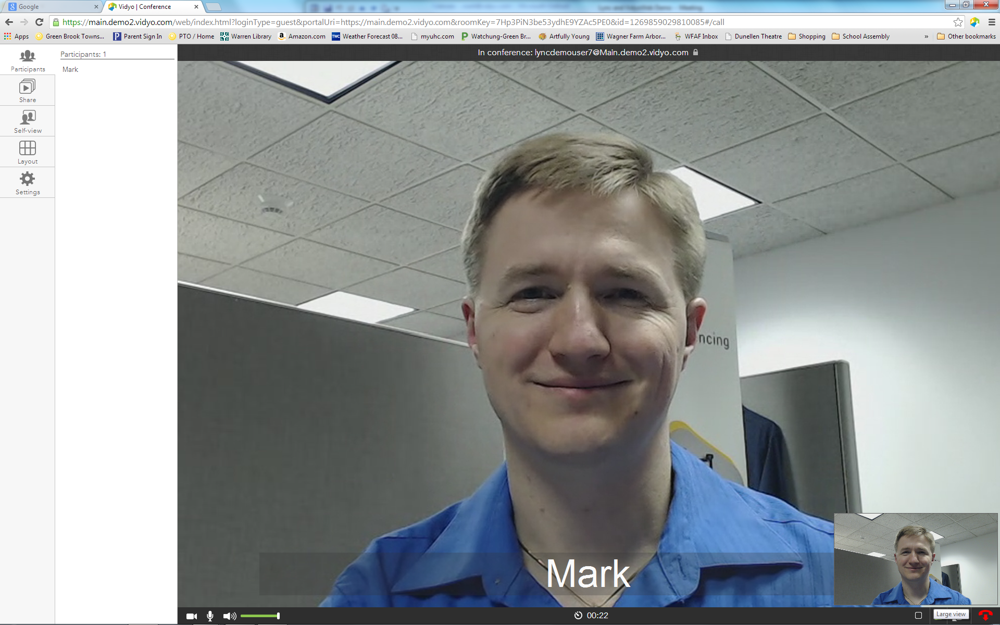 Google
Vidyo | Conference
https://main.demo2.vidyo.com/web/index.html?loginType=guest&portalUri=https://main.demo2.vidyo.com&roomKey=7Hp3PiN3be53ydhE9YZAc5PE0&id=1269859029810085#/call
Apps Green Brook Towns... Parent Sign In PTO / Home Warren Library Amazon.com Weather Forecast 08... myuhc.com Watchung-Green Br... Artfully Young Wagner Farm Arbor... WFAF Inbox Dunellen Theatre Shopping School Assembly » Other bookmarks
Participants
Share
Self-view
Layout
Settings
Participants: 1
Mark
In conference: lyncdemouser7@Main.demo2.vidyo.com
ncing
Mark
00:22
Large view